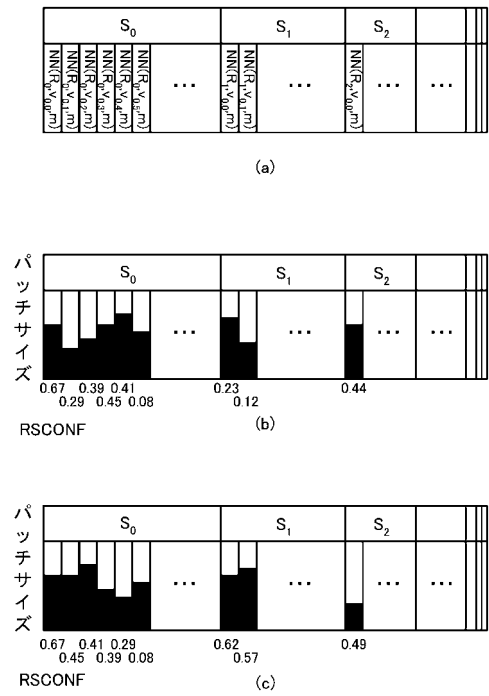 S0 S1 S2
NN(R0,v0,0,m) NN(R0,v0,1,m) NN(R0,v0,2,m) NN(R0,v0,3,m) NN(R0,v0,4,m) NN(R0,v0,5,m) ... NN(R1,v0,0,m) NN(R1,v0,1,m) ... NN(R2,v0,0,m) ...
(a)
パッチサイズ
S0 S1 S2
... ... ...
0.67 0.39 0.41 0.23 0.44
0.29 0.45 0.08 0.12
RSCONF
(b)
パッチサイズ
S0 S1 S2
... ... ...
0.67 0.41 0.29 0.62 0.49
0.45 0.39 0.08 0.57
RSCONF
(c)